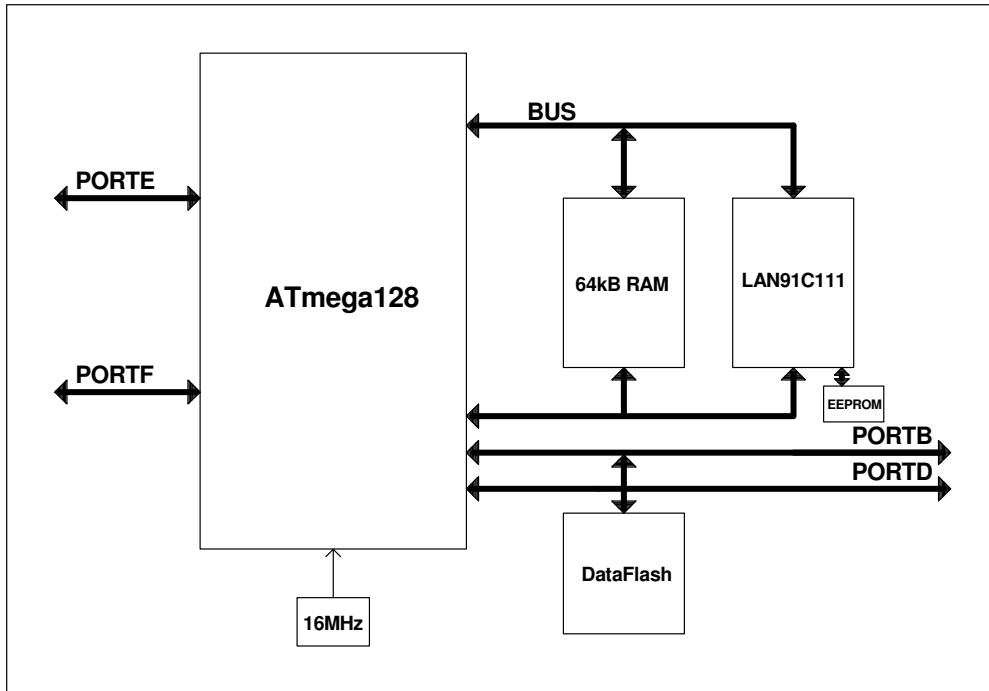 BUS
PORTE
ATmega128
64kB RAM
LAN91C111
PORTF
EEPROM
PORTB
PORTD
DataFlash
16MHz